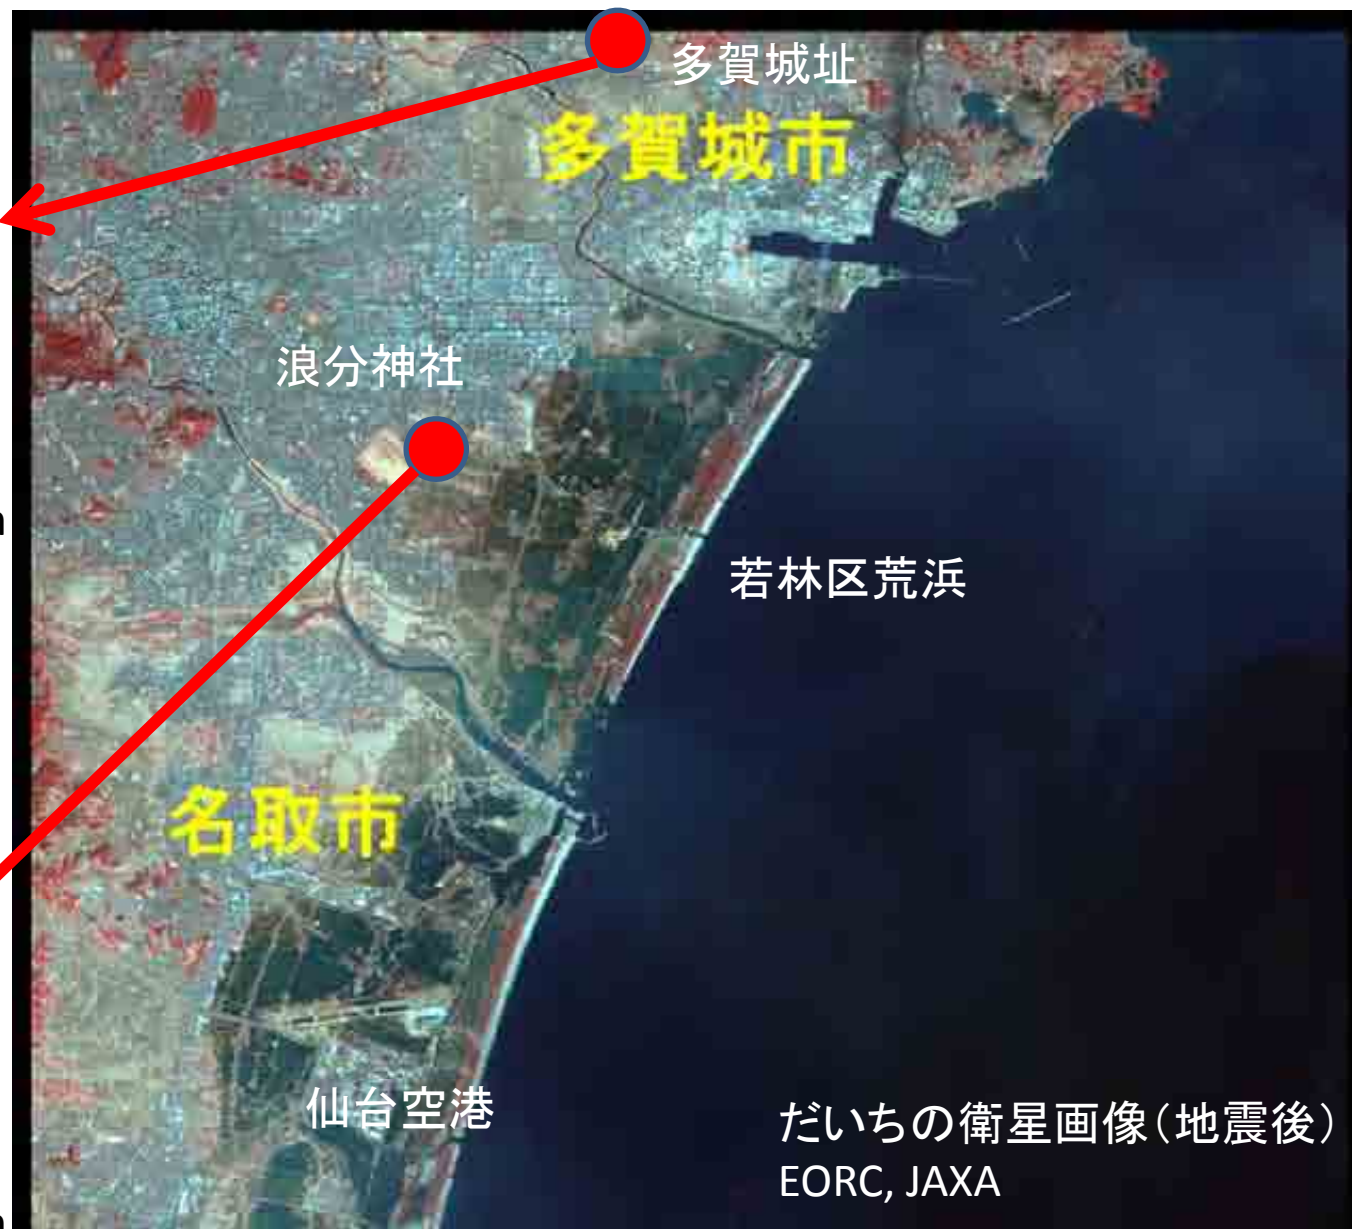 多賀城址
多賀城市
浪分神社
若林区荒浜
名取市
仙台空港
だいちの衛星画像(地震後)
EORC, JAXA